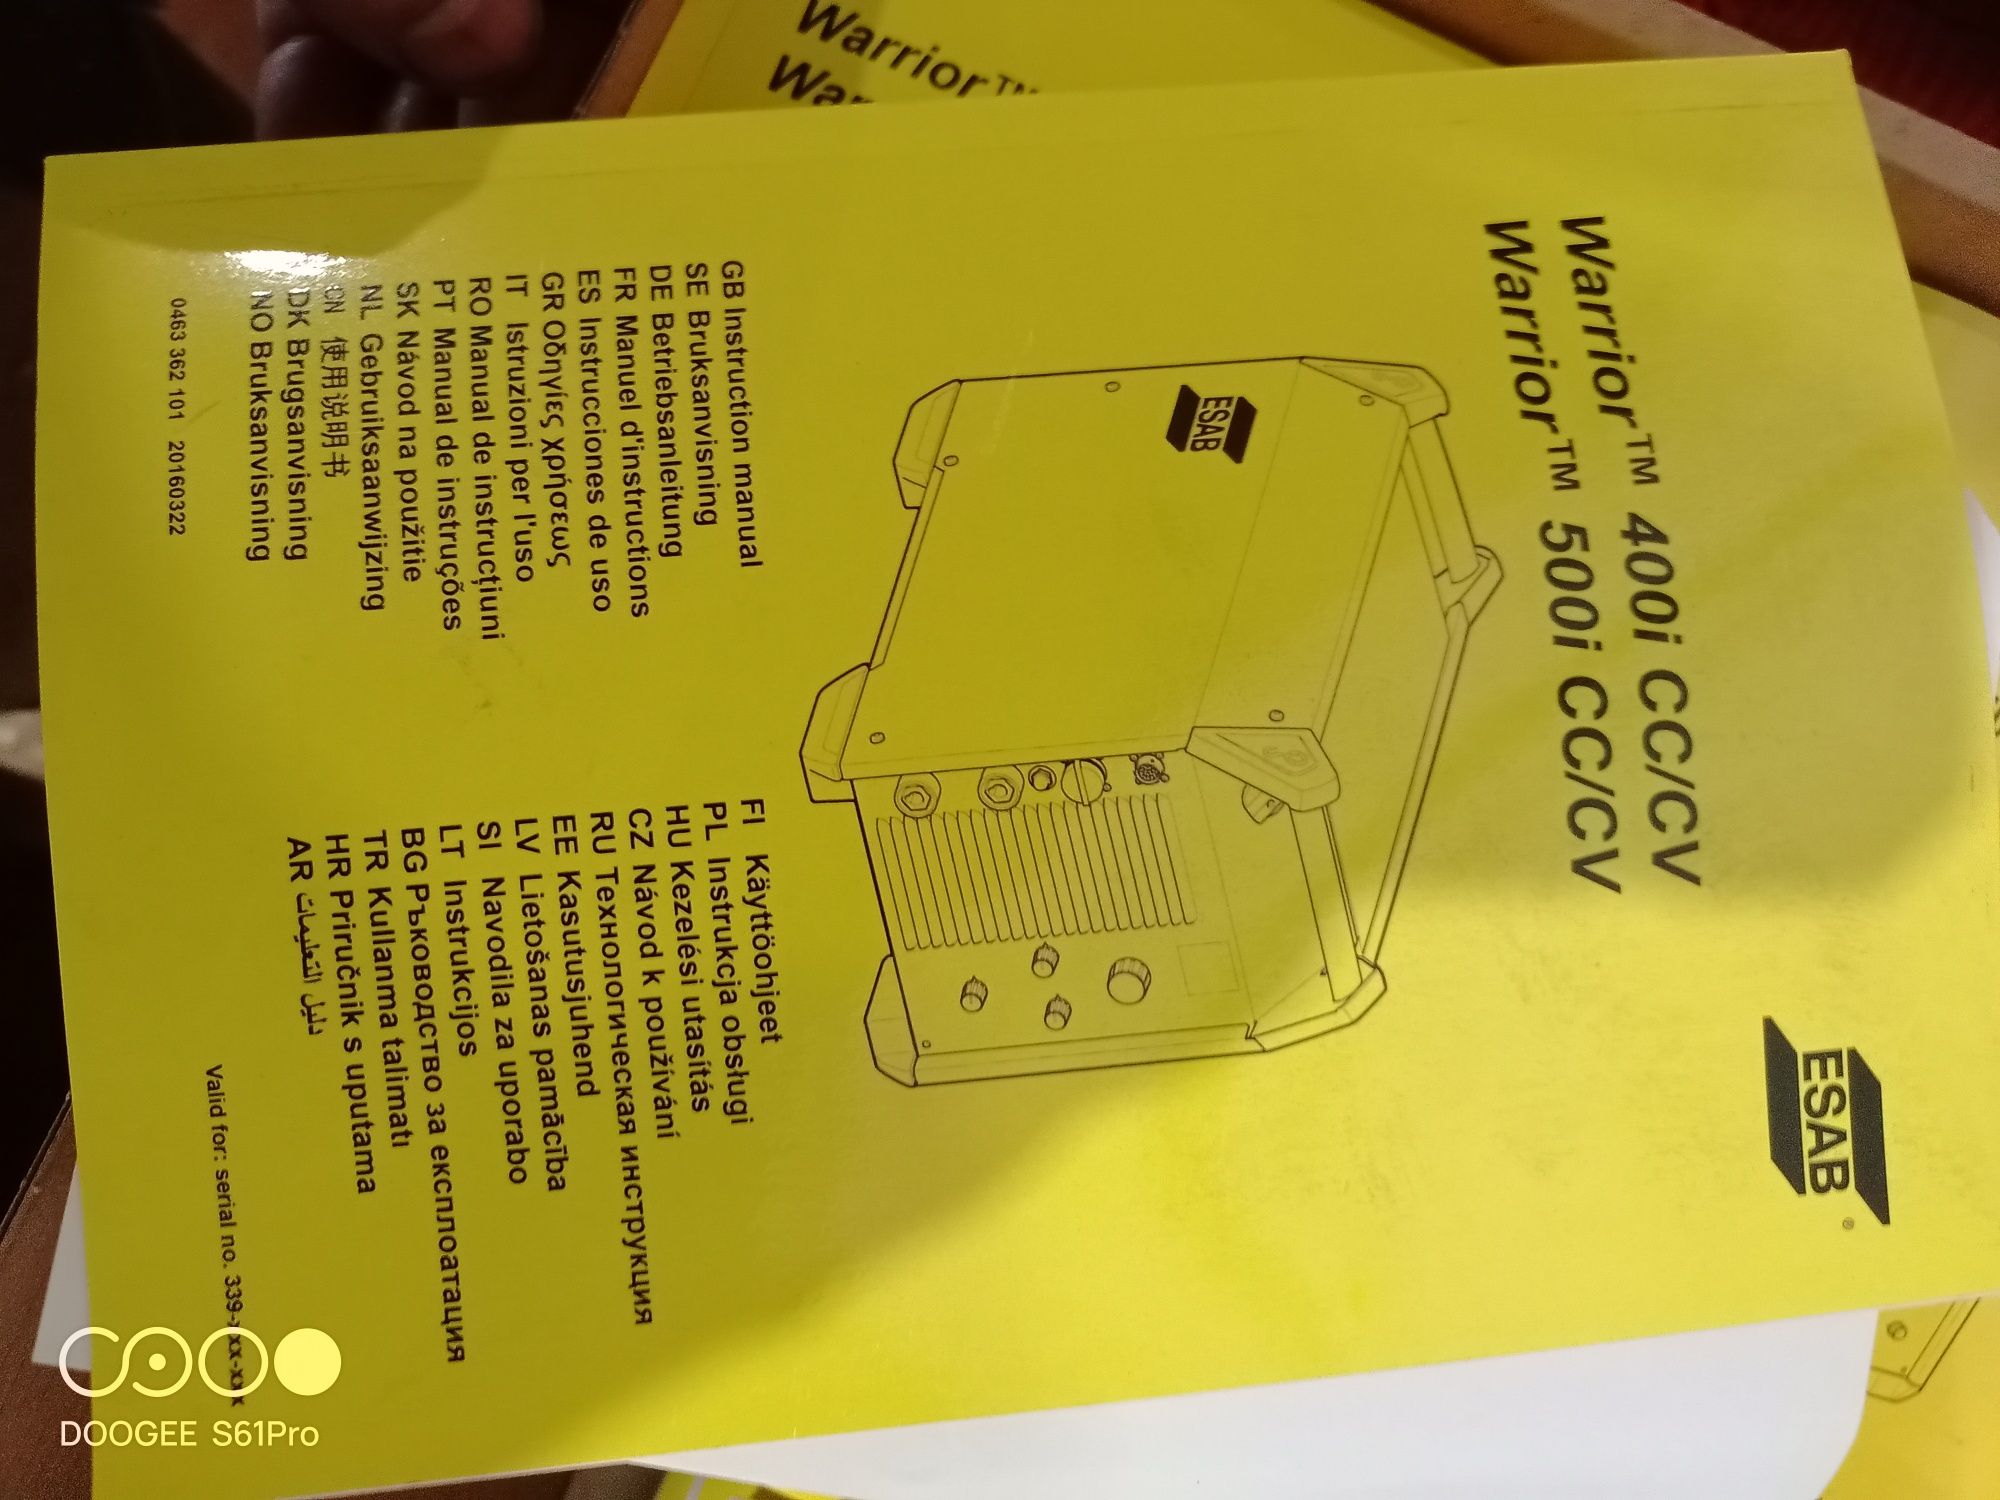 Warrior™
ESAB
®
Warrior™ 400i CC/CV
Warrior™ 500i CC/CV
ESAB
GB Instruction manual
SE Bruksanvisning
DE Betriebsanleitung
FR Manuel d'instructions
ES Instrucciones de uso
GR Οδηγίες χρήσεως
IT Istruzioni per l'uso
RO Manual de instrucțiuni
PT Manual de instruções
SK Návod na použitie
NL Gebruiksaanwijzing
CN 使用说明书
DK Brugsanvisning
NO Bruksanvisning
FI Käyttöohjeet
PL Instrukcja obsługi
HU Kezelési utasítás
CZ Návod k používání
RU Технологическая инструкция
EE Kasutusjuhend
LV Lietošanas pamācība
SI Navodila za uporabo
LT Instrukcijos
BG Ръководство за експлоатация
TR Kullanma talimatı
HR Priručnik s uputama
AR دليل التعليمات
0463 362 101 20160322
Valid for: serial no. 339-xxx-xxxx
DOOGEE S61Pro